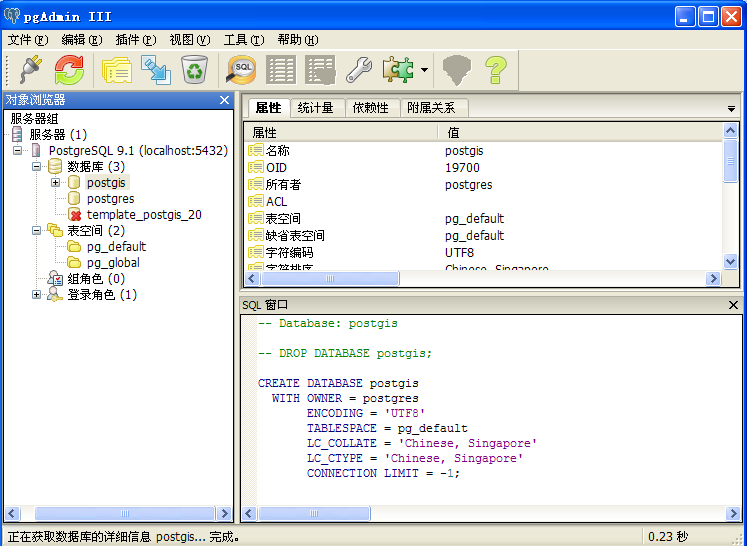 pgAdmin III
文件(F) 编辑(E) 插件(P) 视图(V) 工具(T) 帮助(H)
SQL
对象浏览器
服务器组
服务器 (1)
PostgreSQL 9.1 (localhost:5432)
数据库 (3)
postgis
postgres
template_postgis_20
表空间 (2)
pg_default
pg_global
组角色 (0)
登录角色 (1)
属性 统计量 依赖性 附属关系
属性 值
名称 postgis
OID 19700
所有者 postgres
ACL
表空间 pg_default
缺省表空间 pg_default
字符编码 UTF8
字符排序 Chinese, Singapore
SQL 窗口
-- Database: postgis
-- DROP DATABASE postgis;
CREATE DATABASE postgis
WITH OWNER = postgres
ENCODING = 'UTF8'
TABLESPACE = pg_default
LC_COLLATE = 'Chinese, Singapore'
LC_CTYPE = 'Chinese, Singapore'
CONNECTION LIMIT = -1;
正在获取数据库的详细信息 postgis... 完成。 0.23 秒